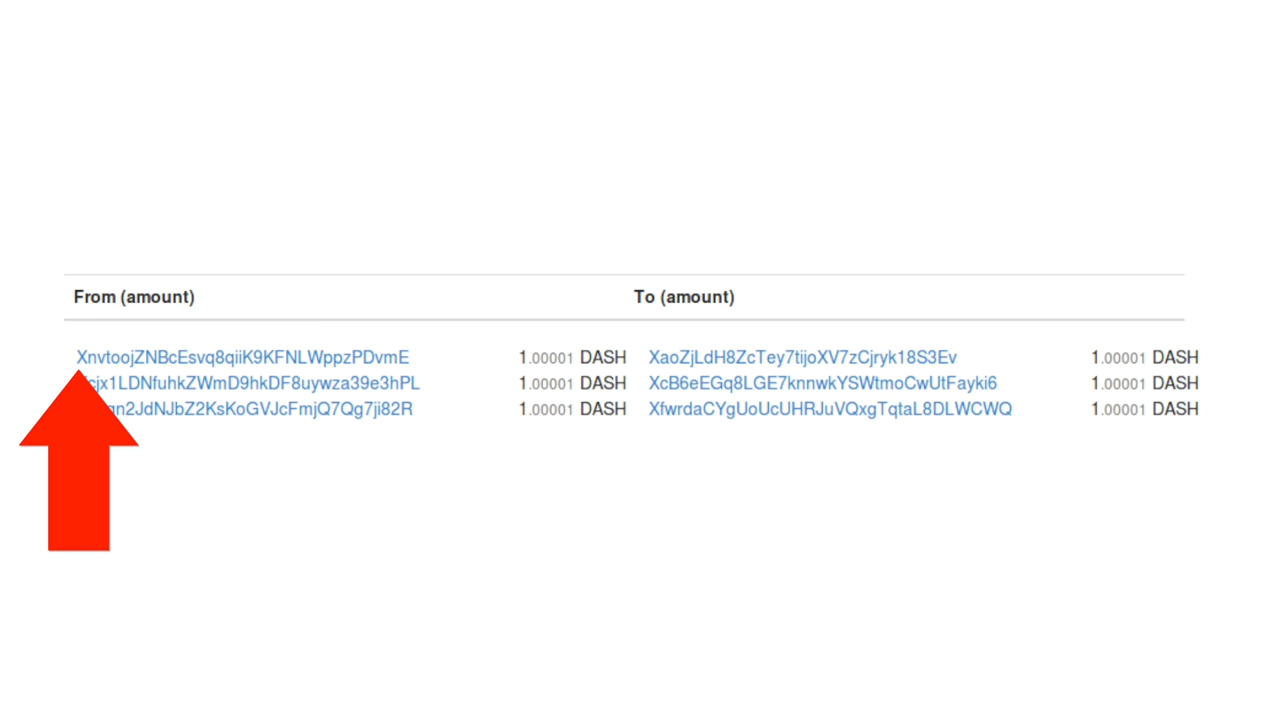 From (amount) To (amount)
XnvtoojZNBcEsvq8qiiK9KFNLWppzPDvmE 1.00001 DASH XaoZjLdH8ZcTey7tijoXV7zCjryk18S3Ev 1.00001 DASH
1.00001 DASH XcB6eEGq8LGE7knnwkYSWtmoCwUtFayki6 1.00001 DASH
1.00001 DASH XfwrdaCYgUoUcUHRJuVQxgTqtaL8DLWCWQ 1.00001 DASH